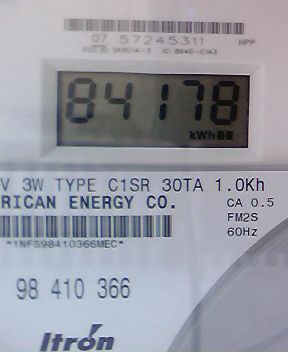 07 57245311 HPP
84178
kWh
V 3W TYPE C1SR 30TA 1.0Kh
RICAN ENERGY CO. CA 0.5
FM2S
*1NFS98410366MEC* 60Hz
98 410 366
Itrón